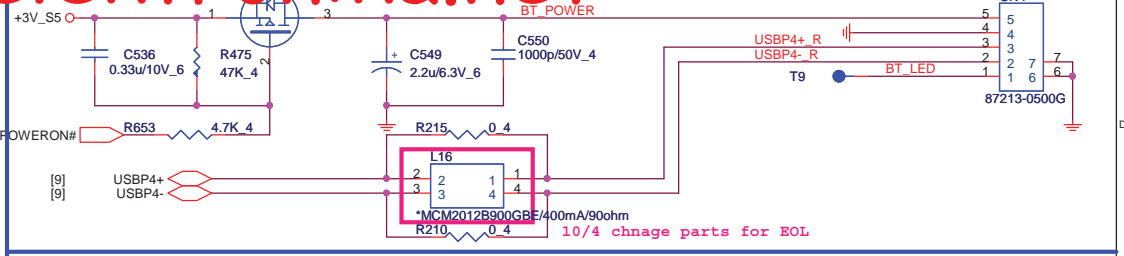 +3V_S5
1
3
BT_POWER
2
C536
0.33u/10V_6
R475
47K_4
C549
2.2u/6.3V_6
C550
1000p/50V_4
USBP4+_R
USBP4-_R
T9
BT_LED
5 5
4 4
3 3
2 2 7 7
1 1 6 6
87213-0500G
POWERON#
R653
4.7K_4
R215
0_4
L16
[9]
USBP4+
2 2 1 1
[9]
USBP4-
3 3 4 4
*MCM2012B900GBE/400mA/90ohm
R210
0_4
10/4 chnage parts for EOL